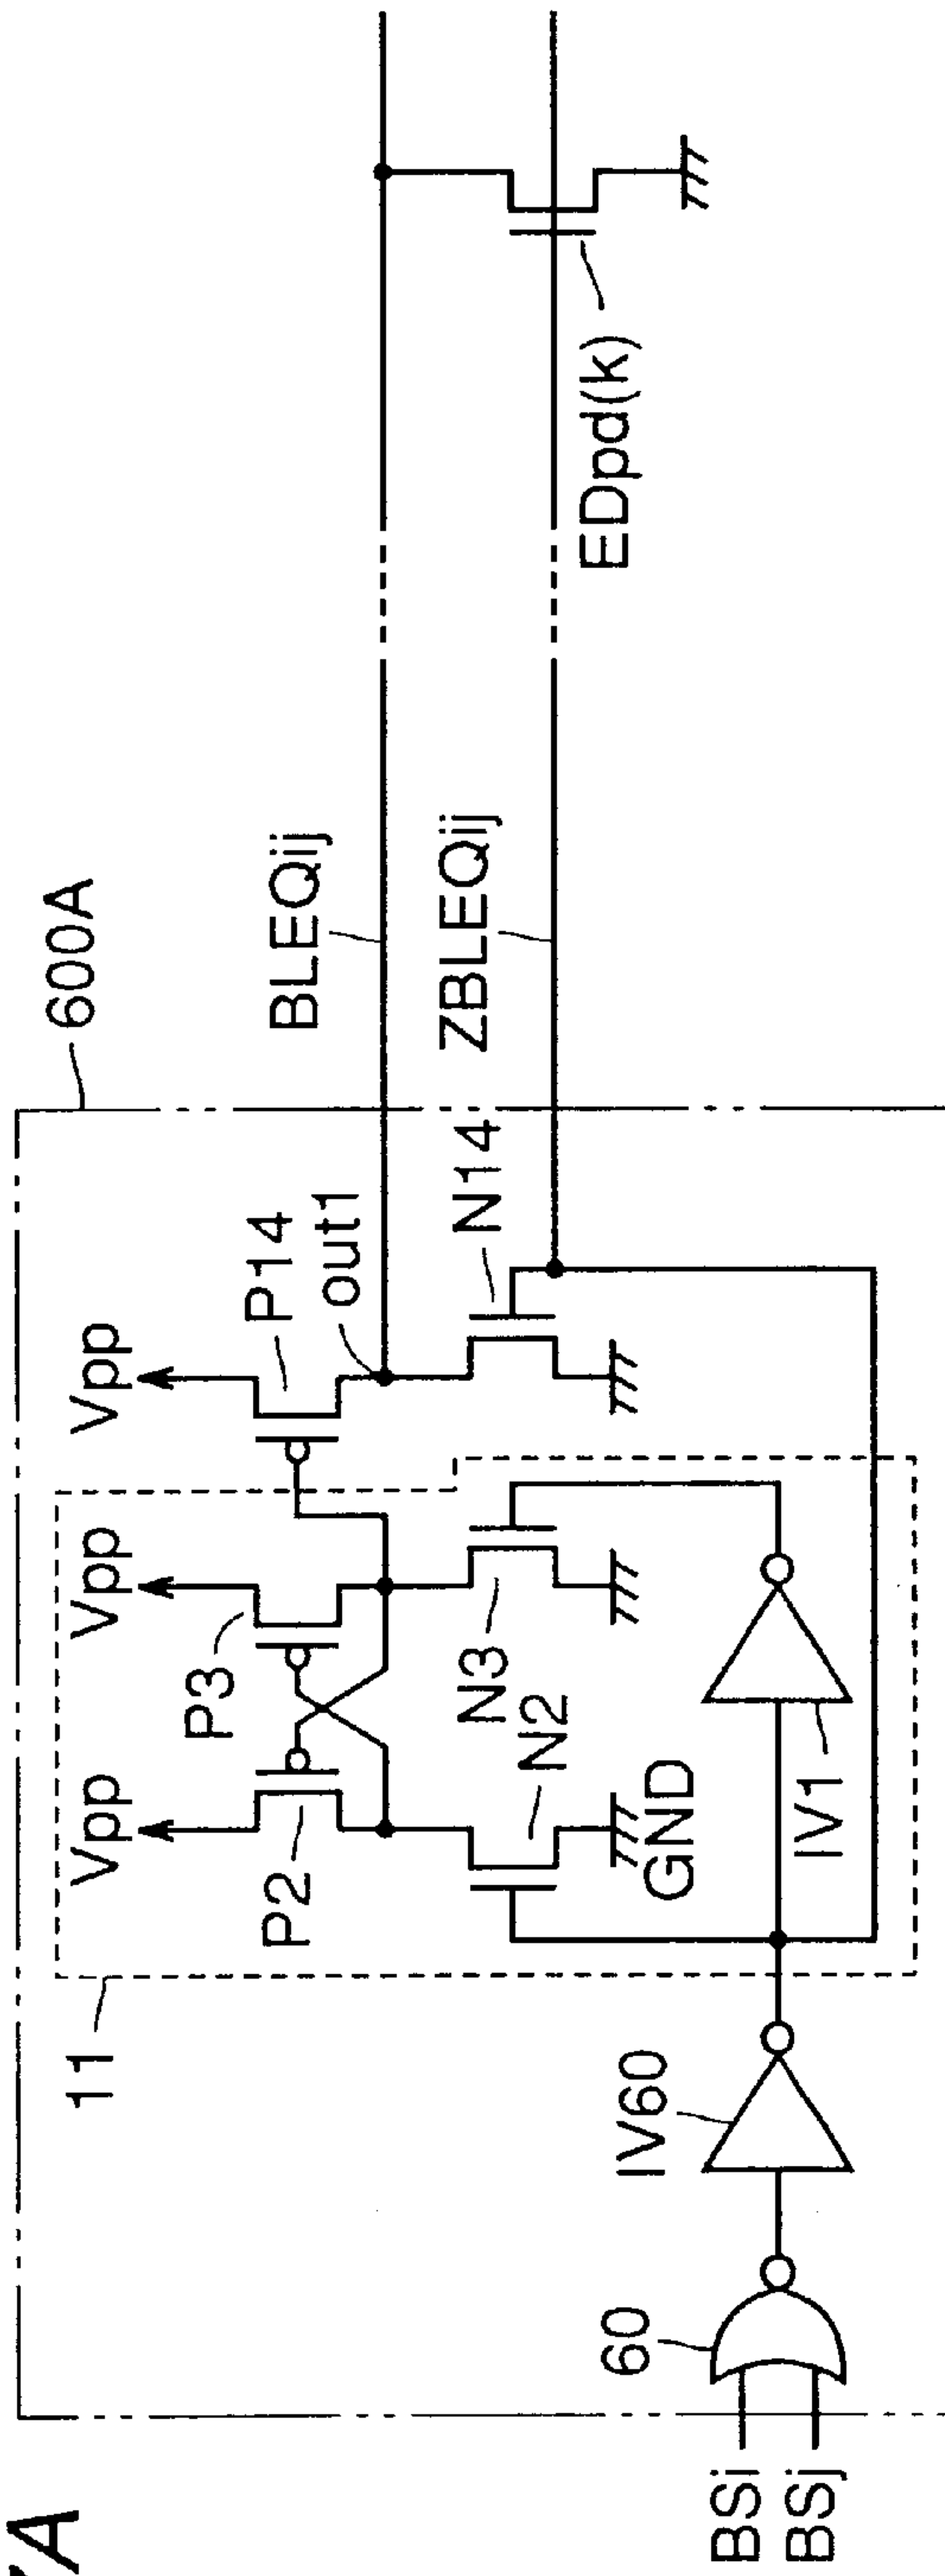 600A
11
Vpp
Vpp
Vpp
P2
P3
P14
out1
BLEQij
ZBLEQij
N2
N3
N14
GND
IV1
IV60
60
BSi
BSj
EDpd(k)